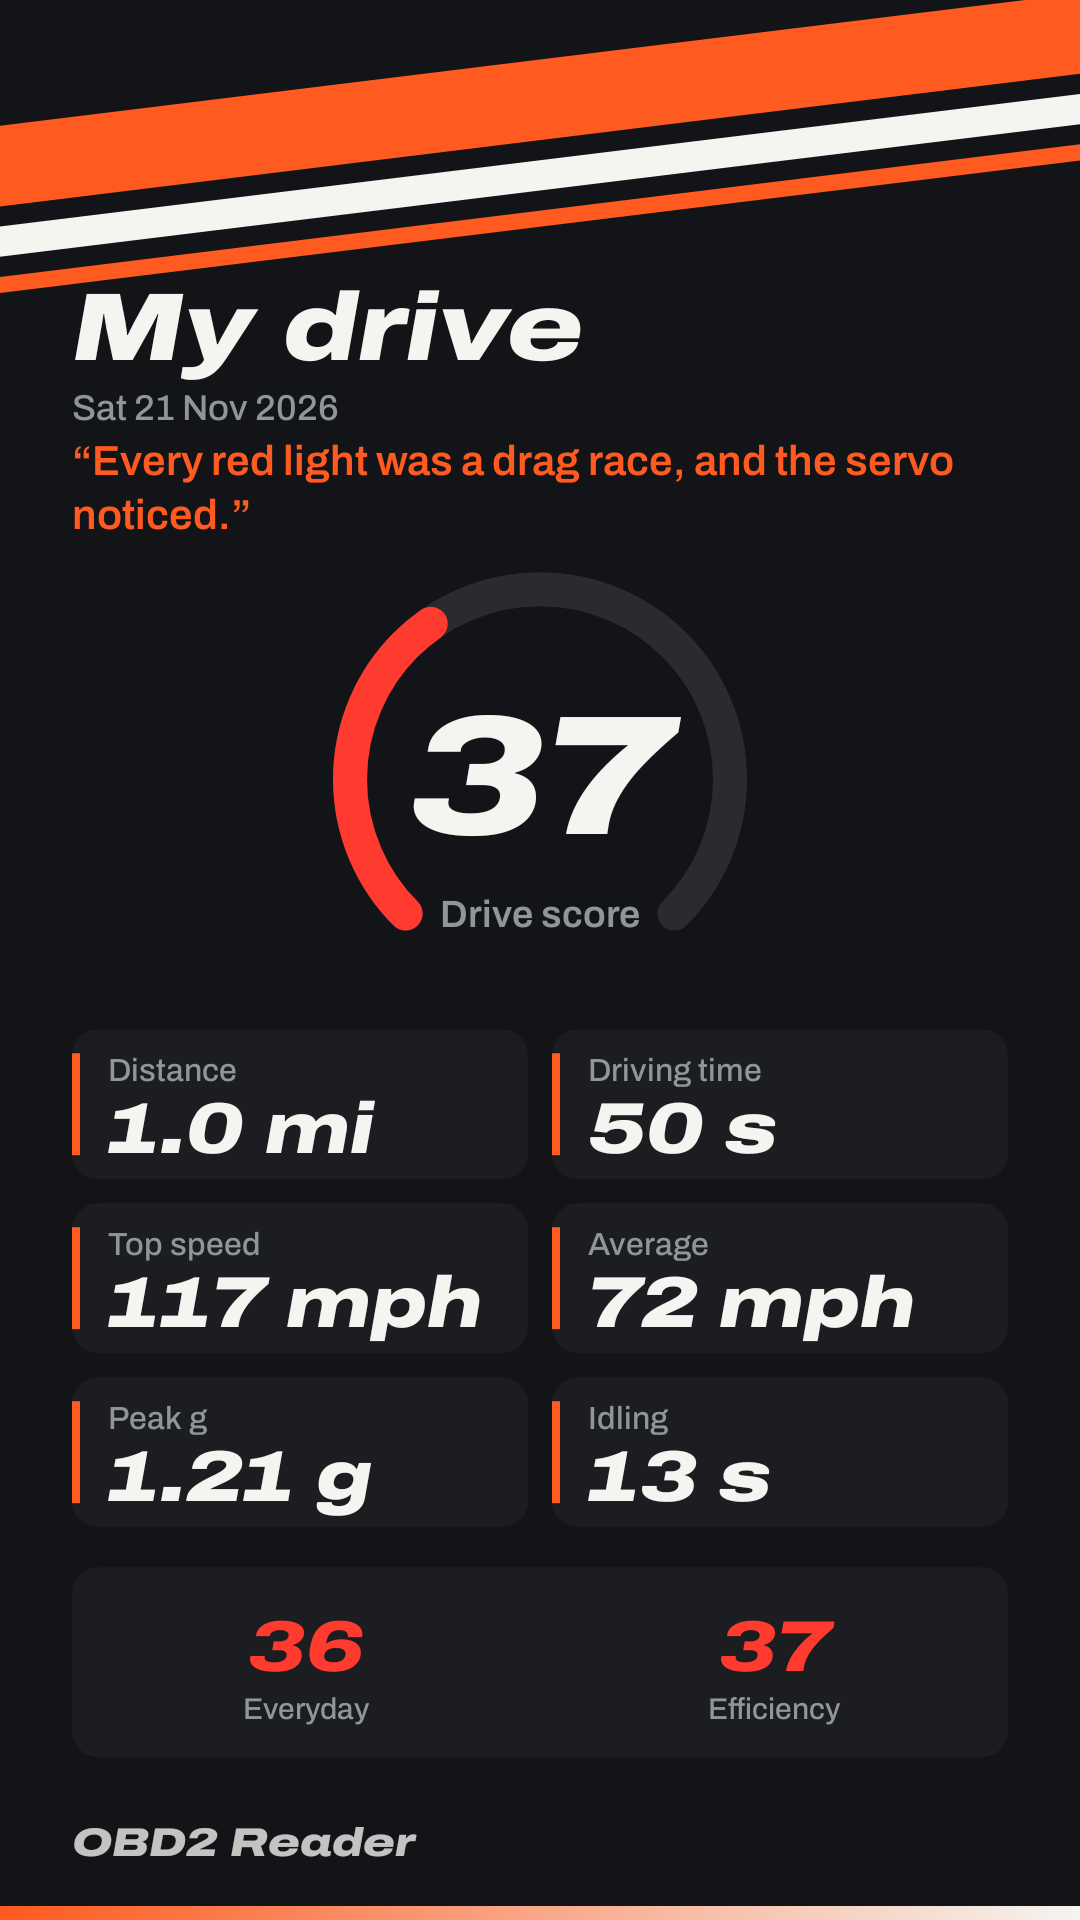 My drive
Sat 21 Nov 2026
“Every red light was a drag race, and the servo
noticed.”
37
Drive score
Distance
1.0 mi
Driving time
50 s
Top speed
117 mph
Average
72 mph
Peak g
1.21 g
Idling
13 s
36
Everyday
37
Efficiency
OBD2 Reader